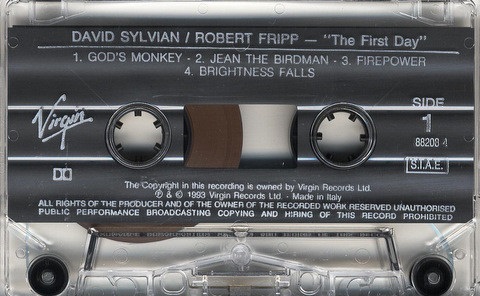 DAVID SYLVIAN / ROBERT FRIPP — "The First Day"
1. GOD'S MONKEY - 2. JEAN THE BIRDMAN - 3. FIREPOWER
4. BRIGHTNESS FALLS
Virgin
SIDE
1
88200 4
S.I.A.E.
The Copyright in this recording is owned by Virgin Records Ltd.
℗ & © 1993 Virgin Records Ltd. · Made in Italy
ALL RIGHTS OF THE PRODUCER AND OF THE OWNER OF THE RECORDED WORK RESERVED UNAUTHORISED
PUBLIC PERFORMANCE BROADCASTING COPYING AND HIRING OF THIS RECORD PROHIBITED